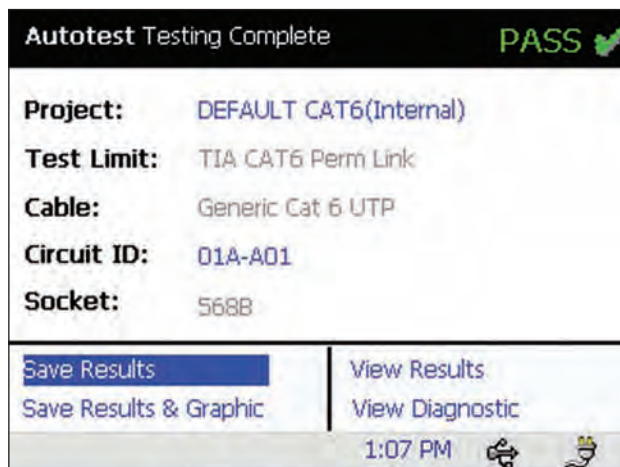 Autotest Testing Complete PASS
Project: DEFAULT CAT6(Internal)
Test Limit: TIA CAT6 Perm Link
Cable: Generic Cat 6 UTP
Circuit ID: 01A-A01
Socket: 568B
Save Results View Results
Save Results & Graphic View Diagnostic
1:07 PM